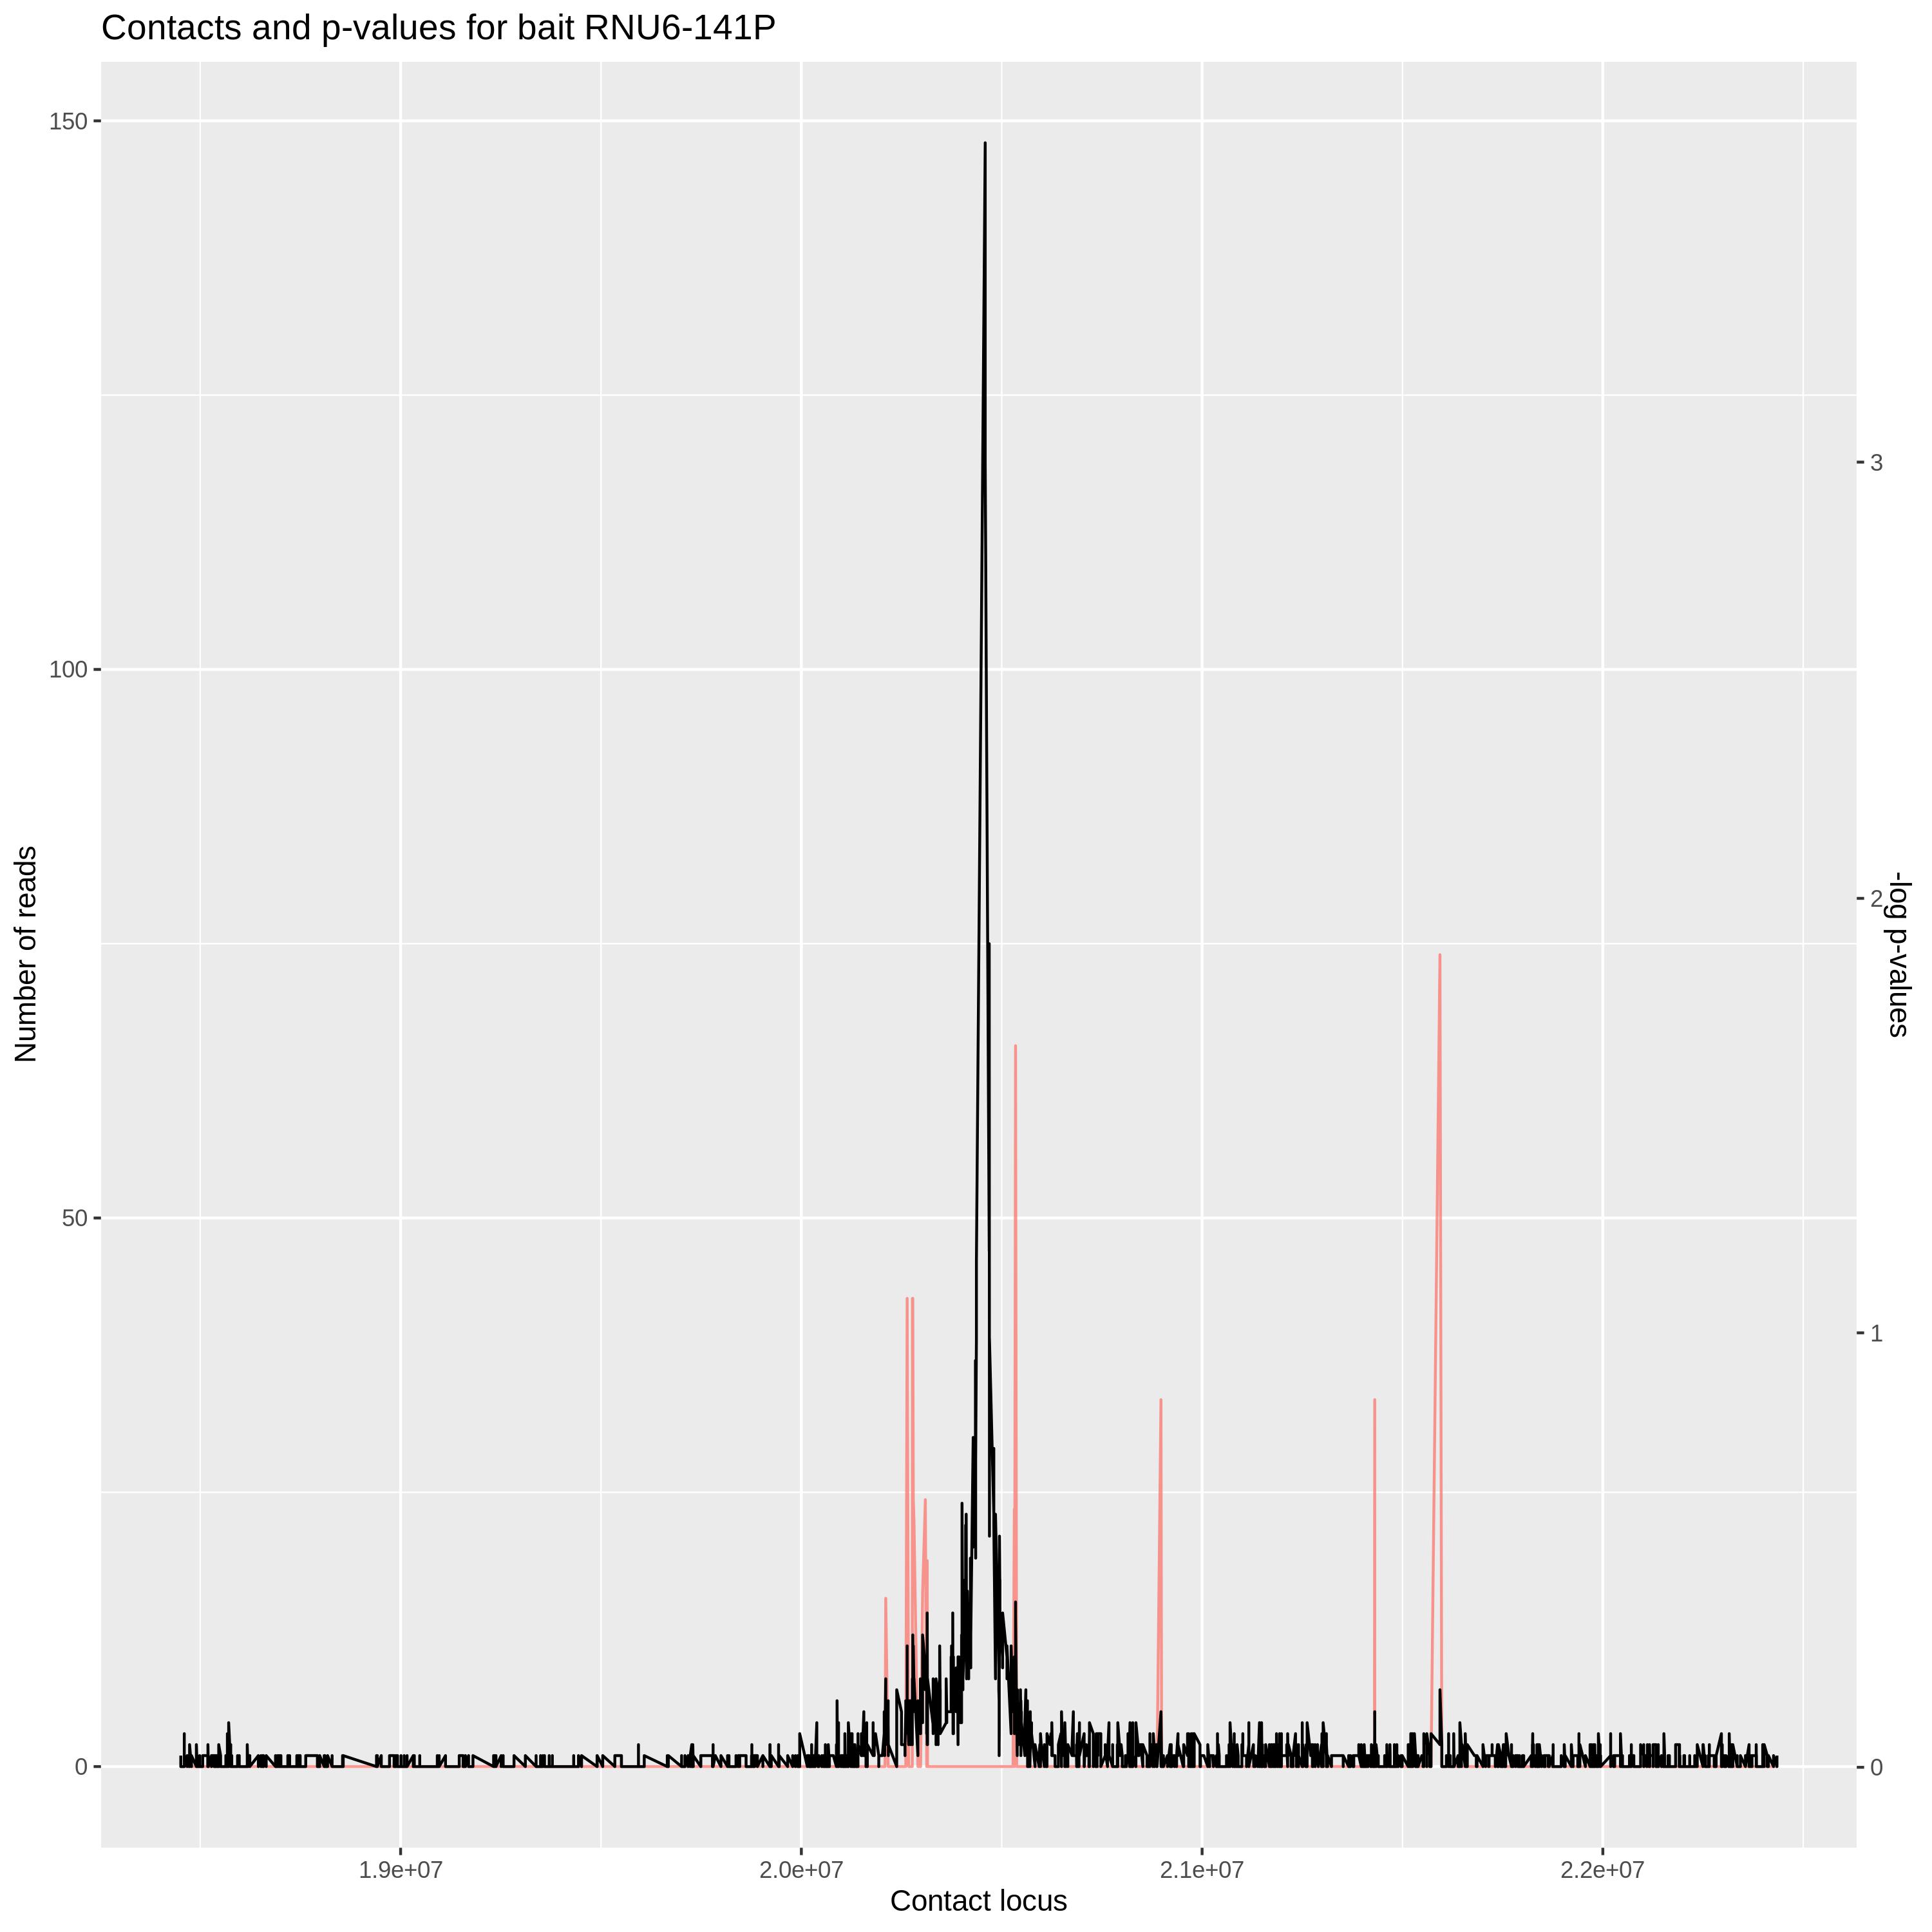 Contacts and p-values for bait RNU6-141P
150
100
50
0
Number of reads
3
2
1
0
-log p-values
1.9e+07
2.0e+07
2.1e+07
2.2e+07
Contact locus